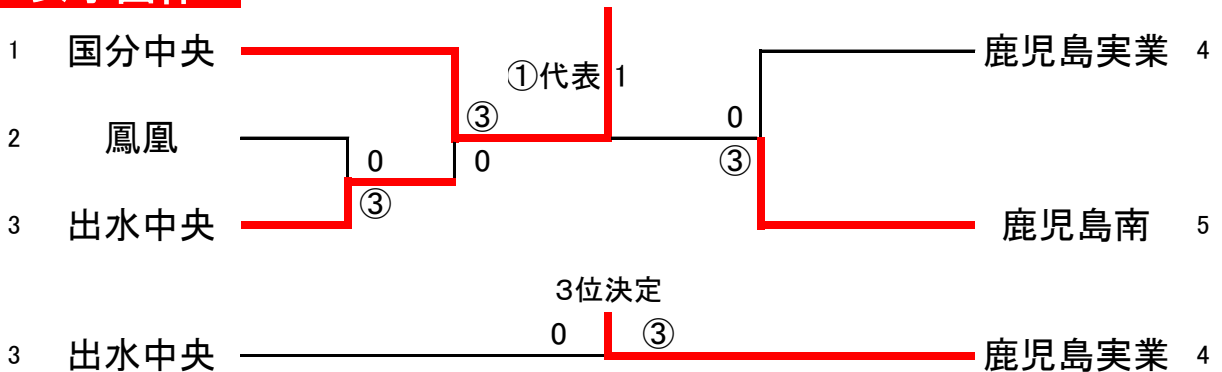 1 国分中央
①代表 1
鹿児島実業 4
③
0
2 鳳凰
0
0
③
③
3 出水中央
鹿児島南 5
3位決定
0 ③
3 出水中央
鹿児島実業 4